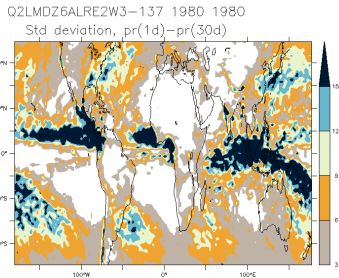 Q2LMDZ6ALRE2W3-137 1980 1980
Std deviation, pr(1d)-pr(30d)
°N
°N
0°
°S
°S
100°W
0°
100°E
15
12
9
6
3